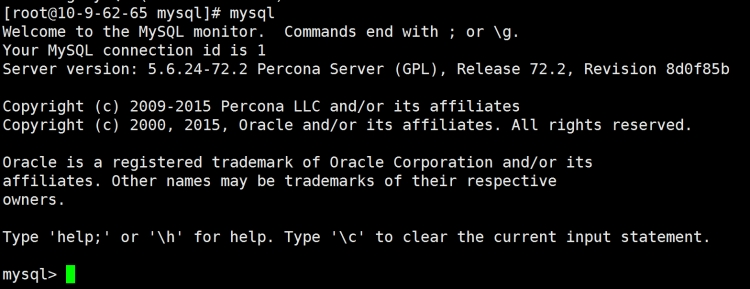 [root@10-9-62-65 mysql]# mysql
Welcome to the MySQL monitor.  Commands end with ; or \g.
Your MySQL connection id is 1
Server version: 5.6.24-72.2 Percona Server (GPL), Release 72.2, Revision 8d0f85b
Copyright (c) 2009-2015 Percona LLC and/or its affiliates
Copyright (c) 2000, 2015, Oracle and/or its affiliates. All rights reserved.
Oracle is a registered trademark of Oracle Corporation and/or its
affiliates. Other names may be trademarks of their respective
owners.
Type 'help;' or '\h' for help. Type '\c' to clear the current input statement.
mysql>